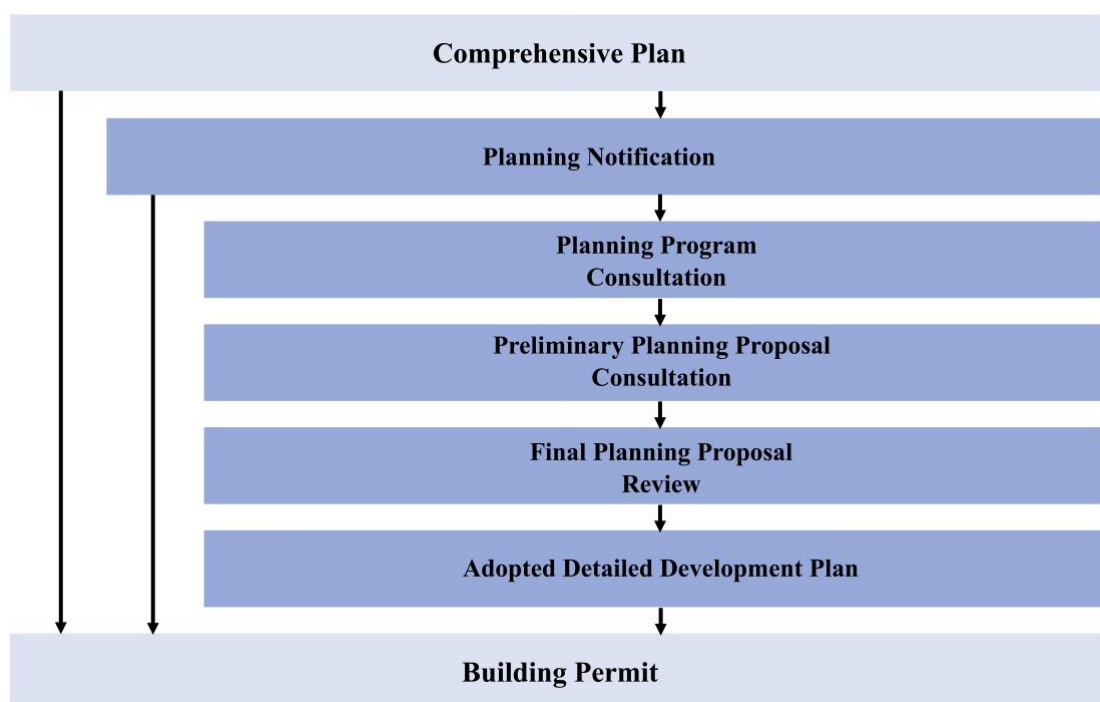 Comprehensive Plan
Planning Notification
Planning Program
Consultation
Preliminary Planning Proposal
Consultation
Final Planning Proposal
Review
Adopted Detailed Development Plan
Building Permit